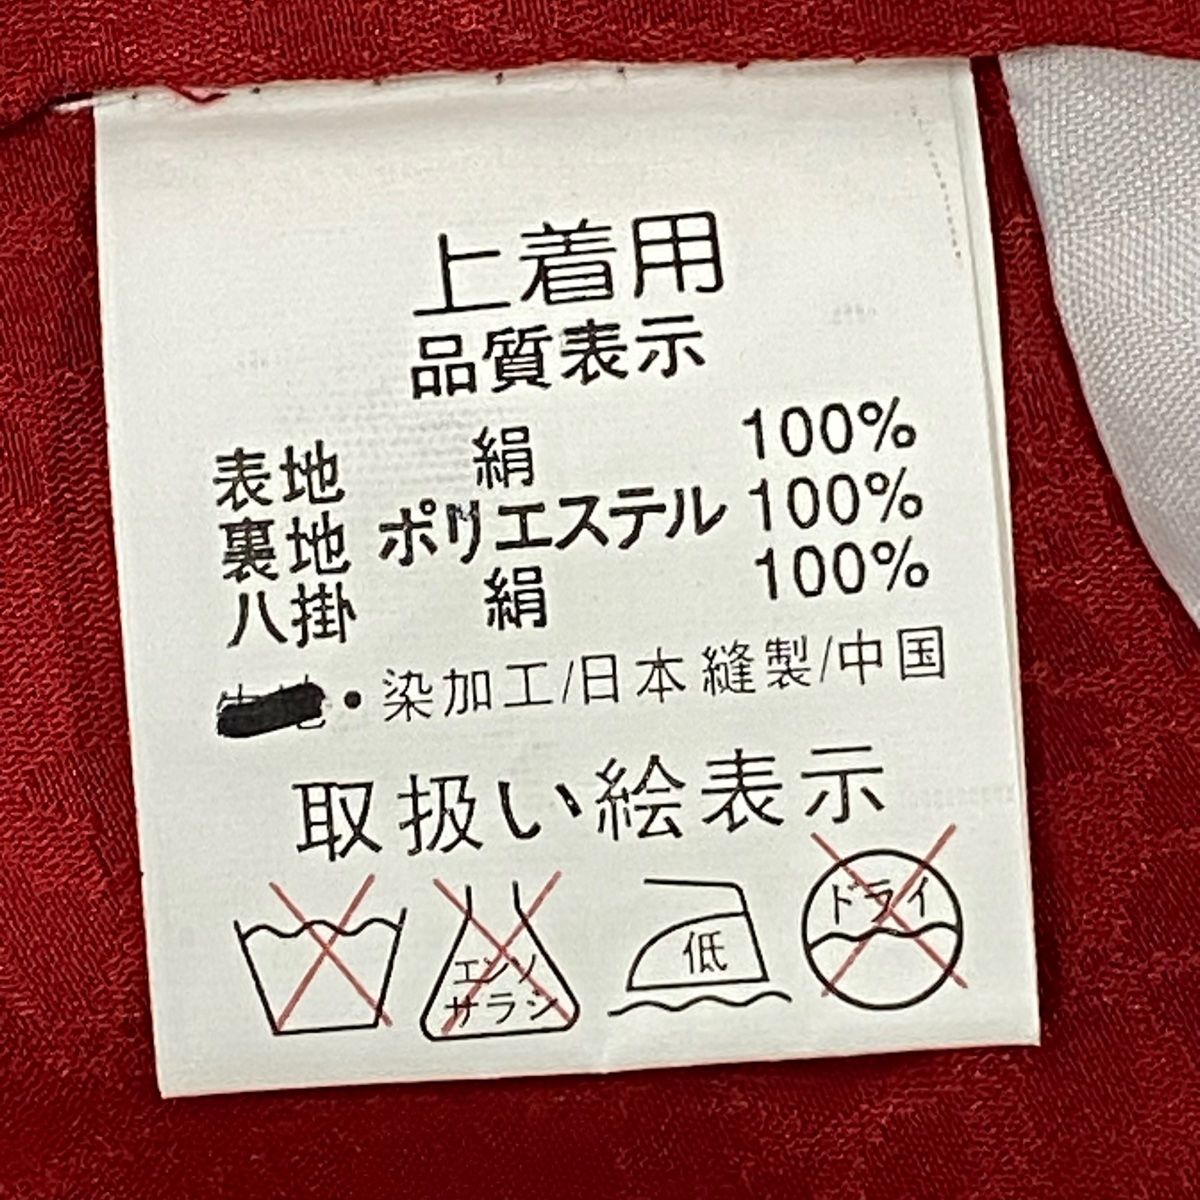 上着用
品質表示
表地 絹 100%
裏地 ポリエステル 100%
八掛 絹 100%
・染加工/日本 縫製/中国
取扱い絵表示
エンソ
サラシ
低
ドライ